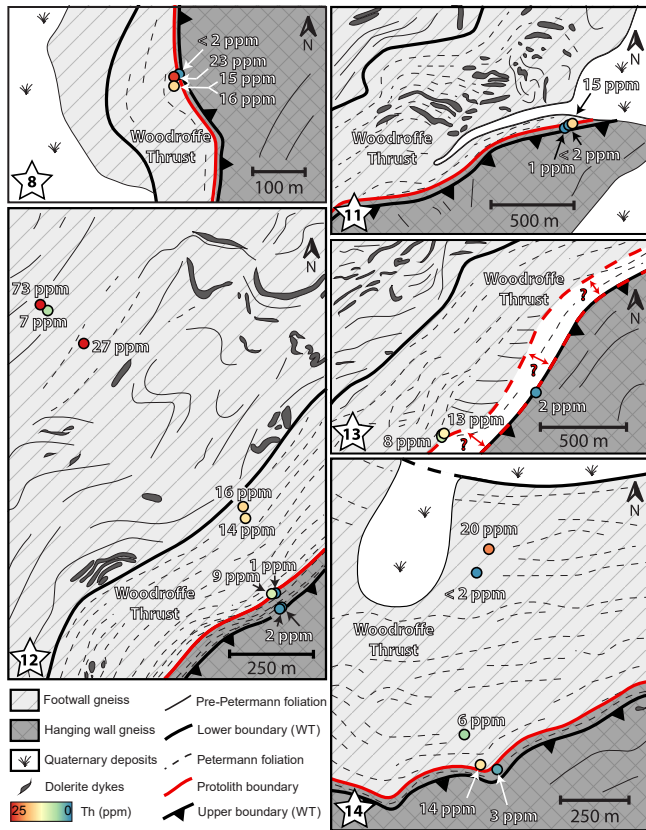 N
< 2 ppm
23 ppm
15 ppm
16 ppm
Woodroffe
Thrust
100 m
8
N
15 ppm
Woodroffe
Thrust
< 2 ppm
1 ppm
500 m
11
N
73 ppm
7 ppm
27 ppm
16 ppm
14 ppm
1 ppm
9 ppm
Woodroffe
Thrust
2 ppm
250 m
12
Woodroffe
Thrust
?
N
?
13 ppm
2 ppm
8 ppm
?
500 m
13
N
20 ppm
< 2 ppm
Woodroffe
Thrust
6 ppm
14 ppm
3 ppm
250 m
14
Footwall gneiss
Pre-Petermann foliation
Hanging wall gneiss
Lower boundary (WT)
Quaternary deposits
Petermann foliation
Dolerite dykes
Protolith boundary
25 0 Th (ppm)
Upper boundary (WT)